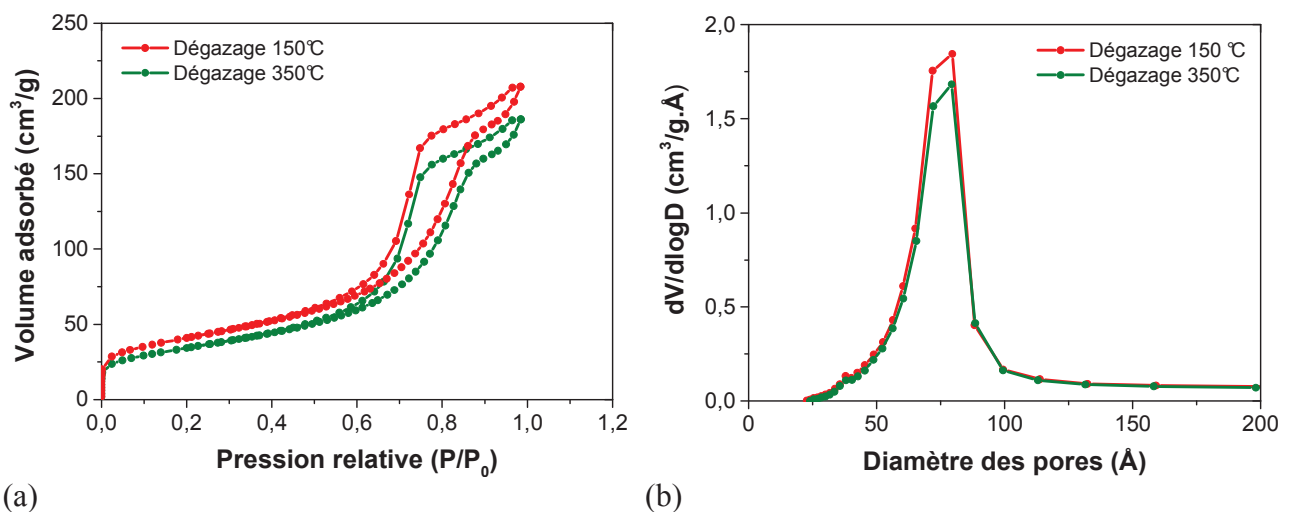 250
200
150
100
50
0
0,0 0,2 0,4 0,6 0,8 1,0 1,2
Volume adsorbé (cm³/g)
Pression relative (P/P₀)
Dégazage 150°C
Dégazage 350°C
(a)
2,0
1,5
1,0
0,5
0,0
0 50 100 150 200
dV/dlogD (cm³/g.Å)
Diamètre des pores (Å)
Dégazage 150 °C
Dégazage 350°C
(b)